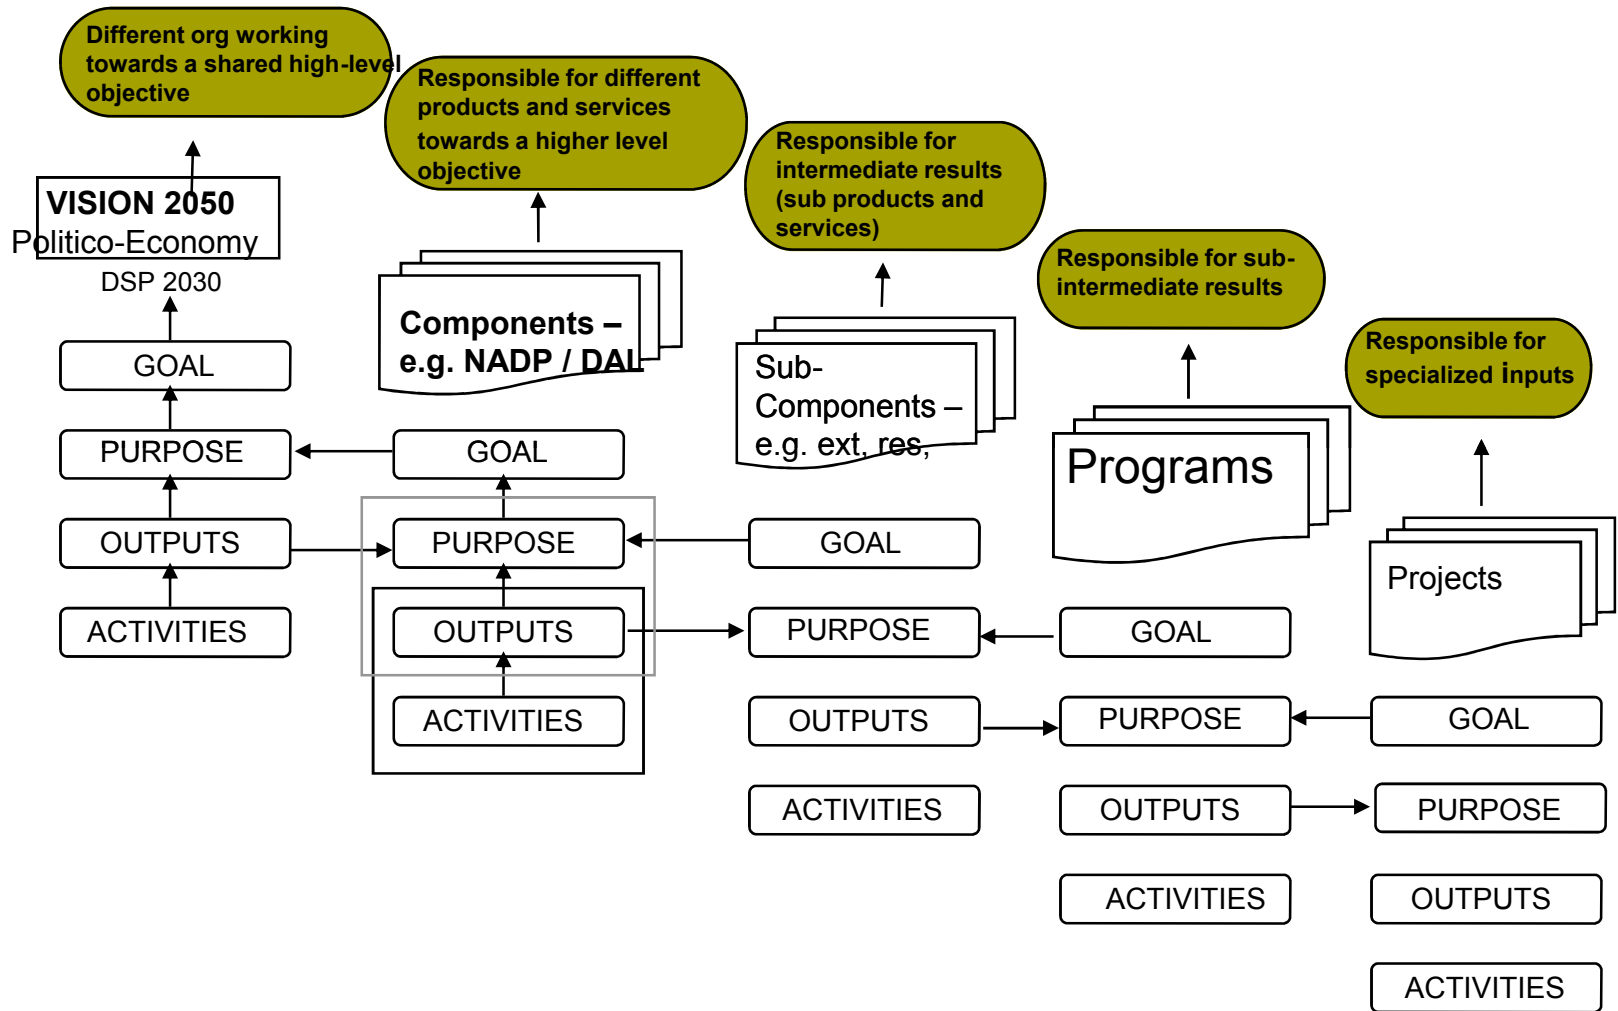 Different org working
towards a shared high-level
objective
Responsible for different
products and services
towards a higher level
objective
Responsible for
intermediate results
(sub products and
services)
Responsible for sub-
intermediate results
Responsible for
specialized inputs
VISION 2050
Politico-Economy
DSP 2030
Components –
e.g. NADP / DAL
Sub-
Components –
e.g. ext, res,
Programs
Projects
GOAL
PURPOSE
OUTPUTS
ACTIVITIES
GOAL
PURPOSE
OUTPUTS
ACTIVITIES
GOAL
PURPOSE
OUTPUTS
ACTIVITIES
GOAL
PURPOSE
OUTPUTS
ACTIVITIES
GOAL
PURPOSE
OUTPUTS
ACTIVITIES